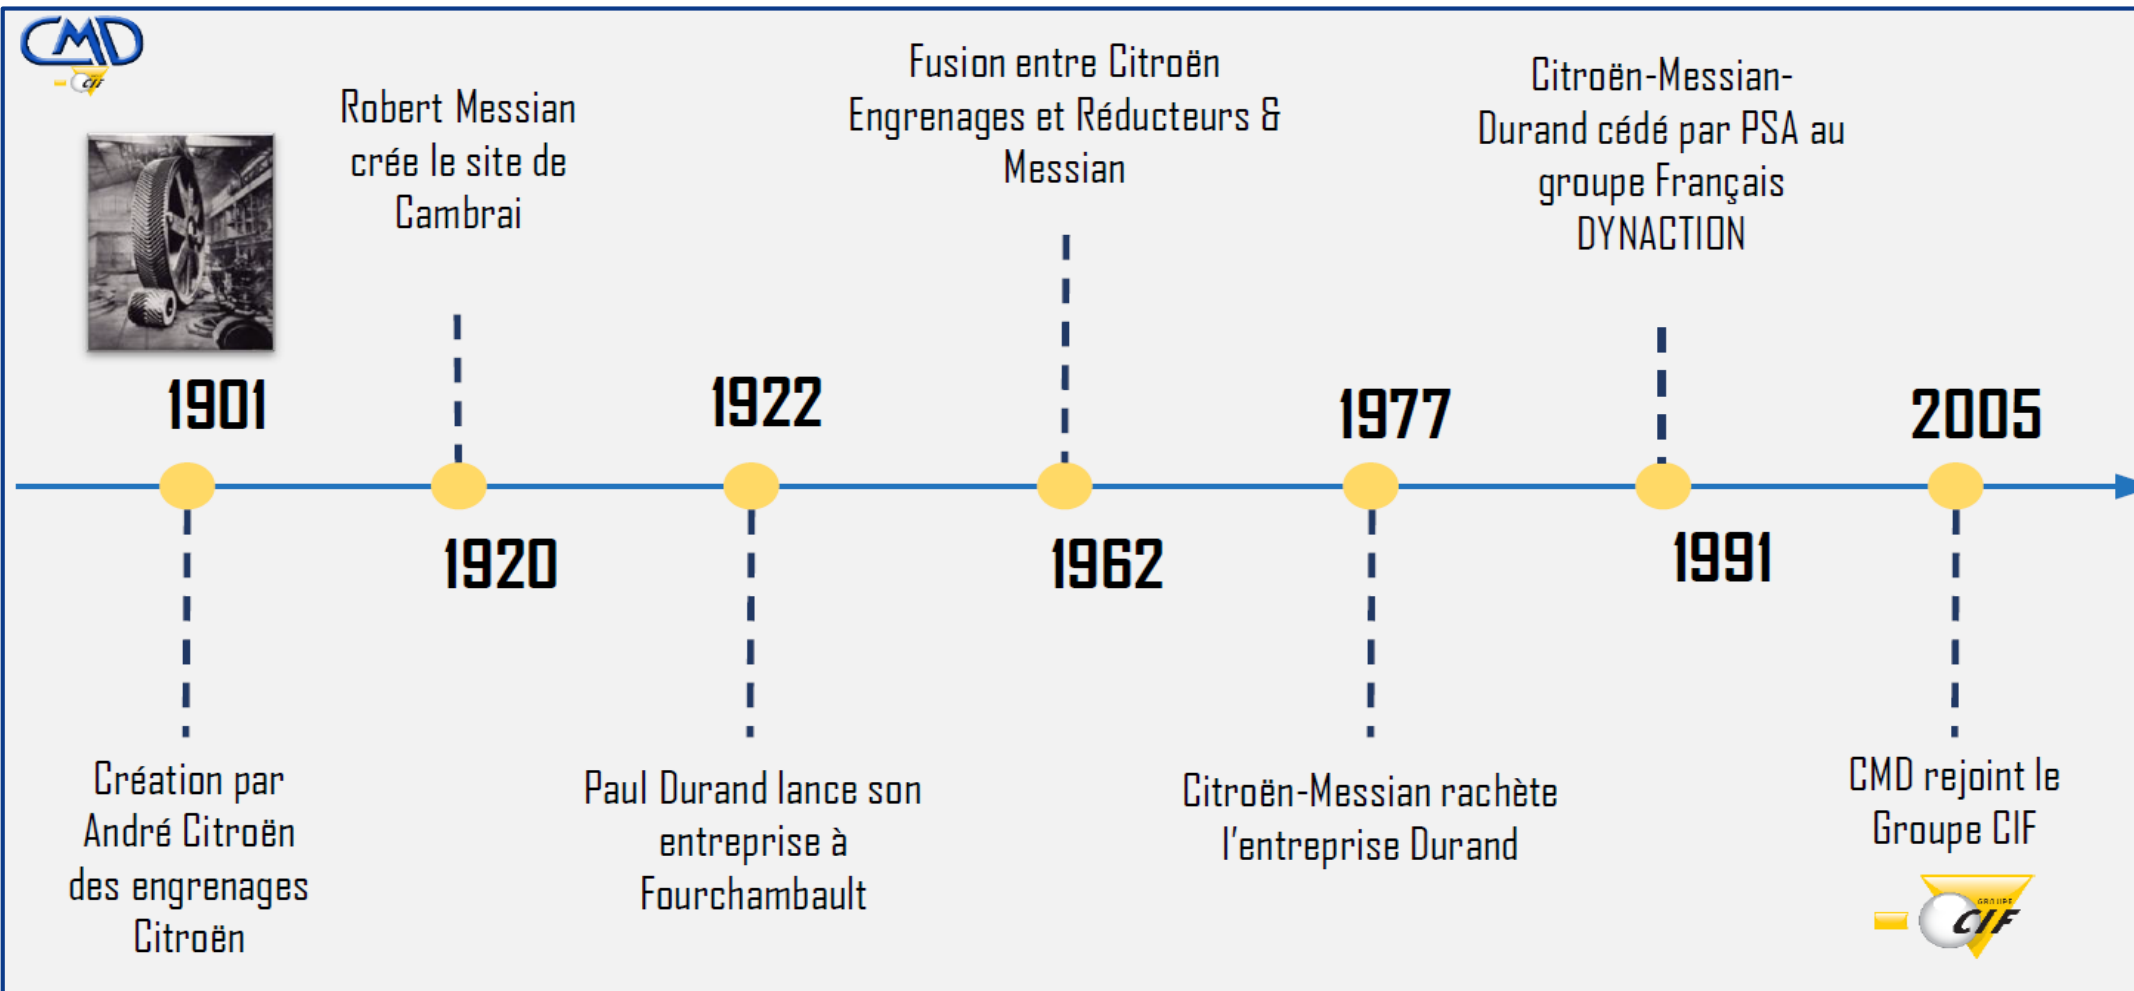 CMD
CIF
1901
Création par
André Citroën
des engrenages
Citroën
Robert Messian
crée le site de
Cambrai
1920
1922
Paul Durand lance son
entreprise à
Fourchambault
Fusion entre Citroën
Engrenages et Réducteurs &
Messian
1962
1977
Citroën-Messian rachète
l'entreprise Durand
Citroën-Messian-
Durand cédé par PSA au
groupe Français
DYNACTION
1991
2005
CMD rejoint le
Groupe CIF
GROUPE
CIF